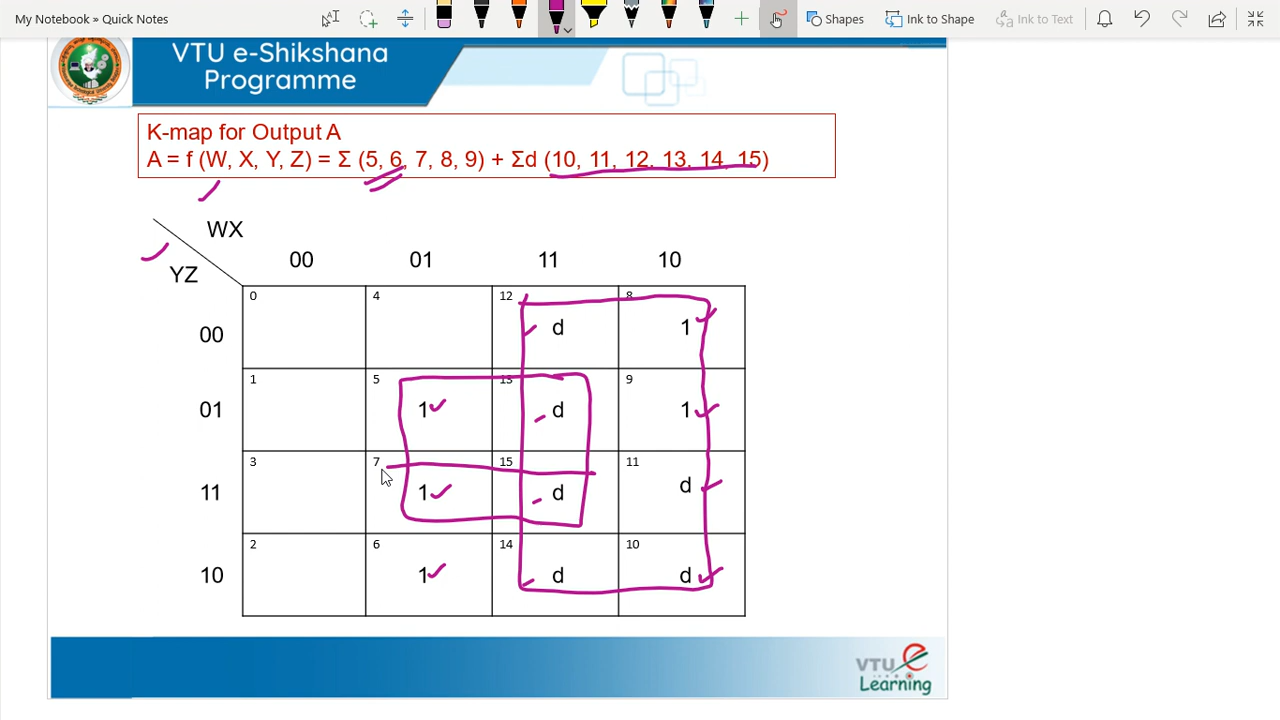 My Notebook » Quick Notes
Shapes
Ink to Shape
Ink to Text
VTU e-Shikshana
Programme
K-map for Output A
A = f (W, X, Y, Z) = Σ (5, 6, 7, 8, 9) + Σd (10, 11, 12, 13, 14, 15)
WX
YZ
00 01 11 10
0 4 12 8
00 d 1
1 5 13 9
01 1 d 1
3 7 15 11
11 1 d d
2 6 14 10
10 1 d d
VTU e
Learning